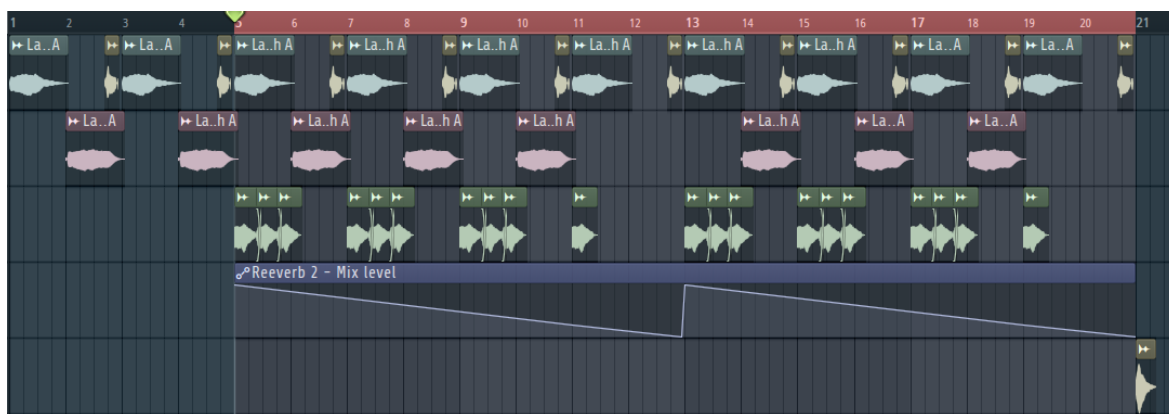 1 2 3 4 5 6 7 8 9 10 11 12 13 14 15 16 17 18 19 20 21
La..A La..A La..h A La..h A La..h A La..h A La..h A La..h A La..A La..A
La..A La..h A La..h A La..h A La..h A La..h A La..A La..A
Reeverb 2 - Mix level